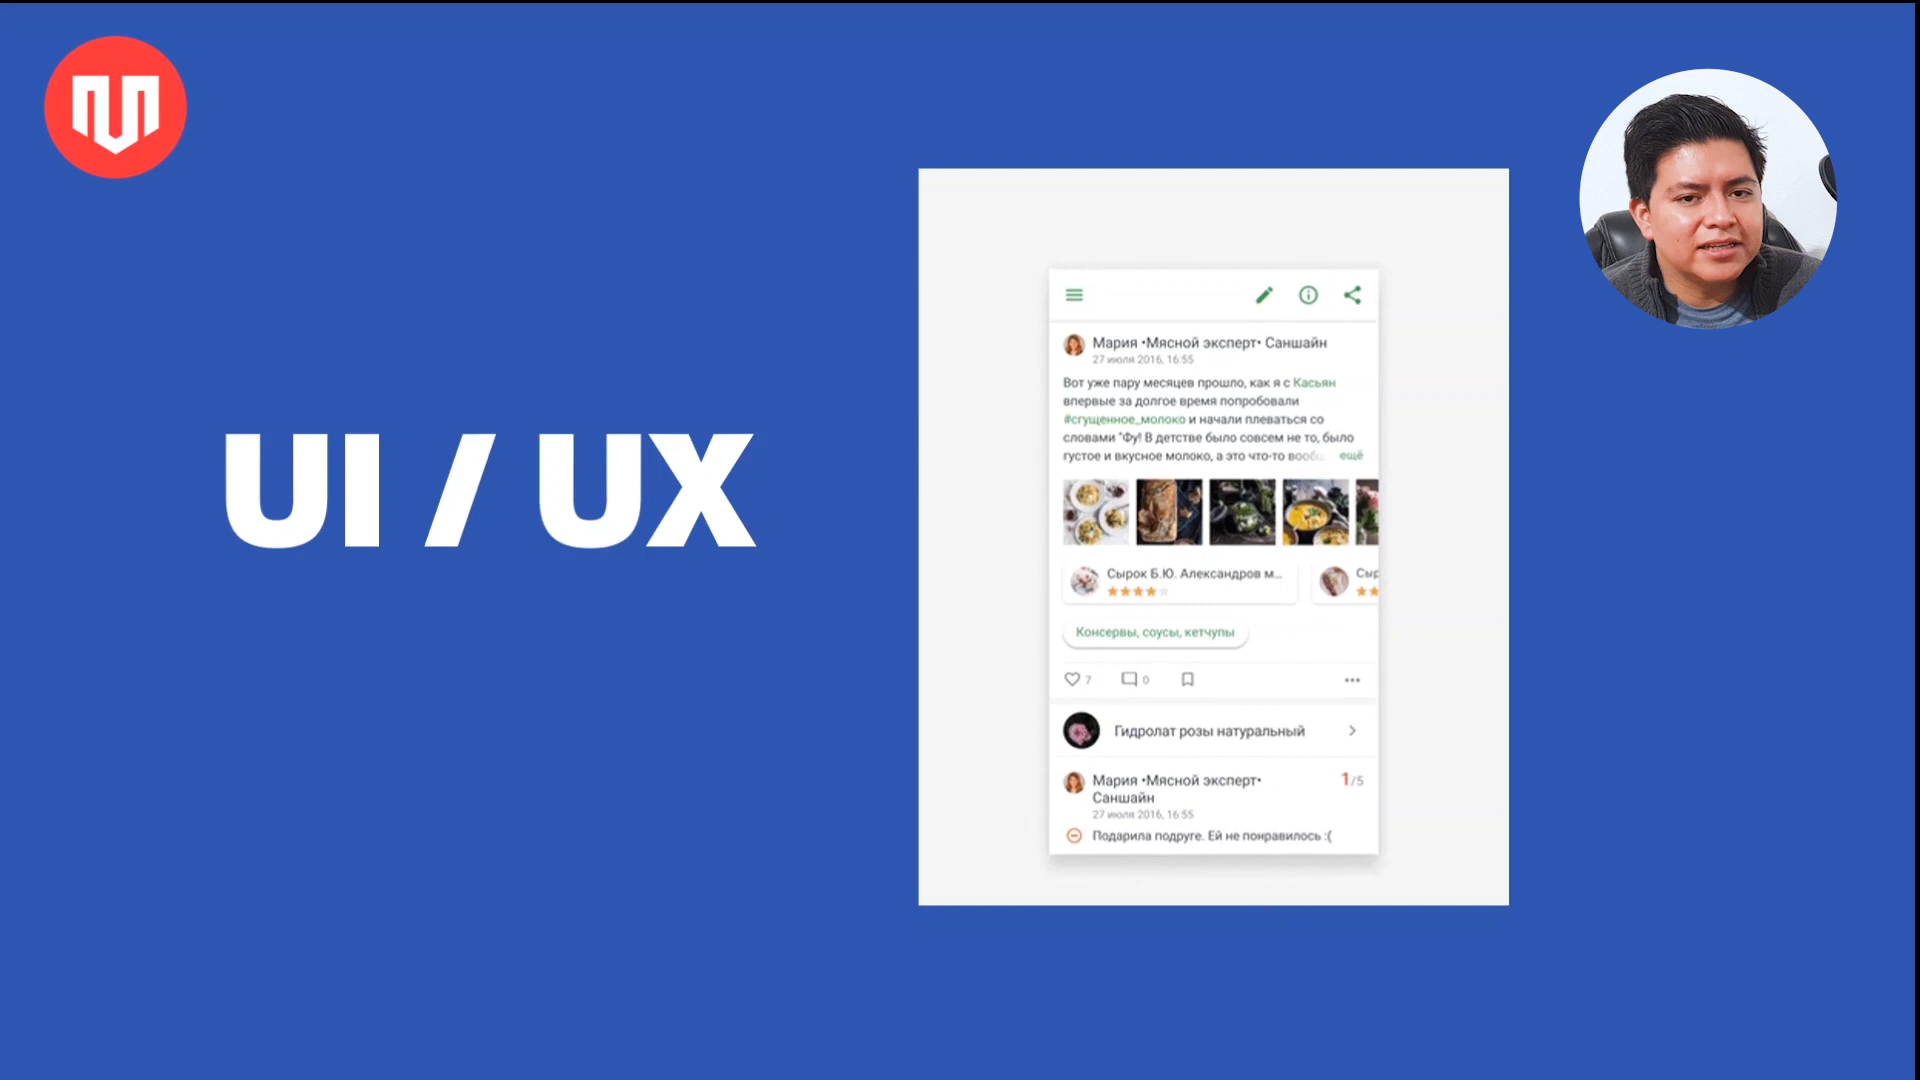 UI / UX
Мария •Мясной эксперт• Саншайн
27 июля 2016, 16:55
Вот уже пару месяцев прошло, как я с Касьян
впервые за долгое время попробовали
#сгущенное_молоко и начали плеваться со
словами "Фу! В детстве было совсем не то, было
густое и вкусное молоко, а это что-то вообщ ещё
Сырок Б.Ю. Александров м...
Сыр
Консервы, соусы, кетчупы
7
0
Гидролат розы натуральный
Мария •Мясной эксперт•
Саншайн
1/5
27 июля 2016, 16:55
Подарила подруге. Ей не понравилось :(